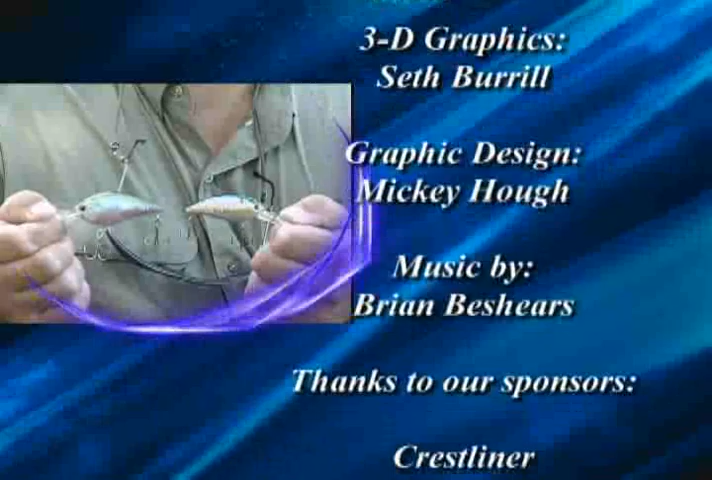 3-D Graphics:
Seth Burrill
Graphic Design:
Mickey Hough
Music by:
Brian Beshears
Thanks to our sponsors:
Crestliner